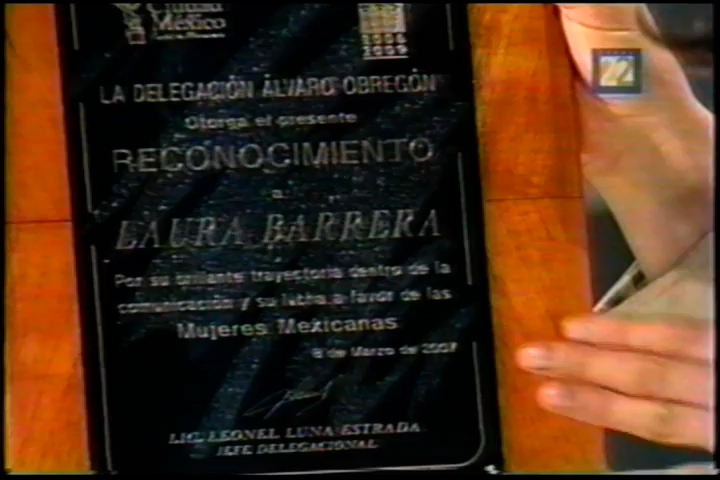 Ciudad
México
2006
2009
22
LA DELEGACIÓN ÁLVARO OBREGÓN
Otorga el presente
RECONOCIMIENTO
a
LAURA BARRERA
Por su brillante trayectoria dentro de la
comunicación y su lucha a favor de las
Mujeres Mexicanas
8 de Marzo de 2007
LIC. LEONEL LUNA ESTRADA
JEFE DELEGACIONAL